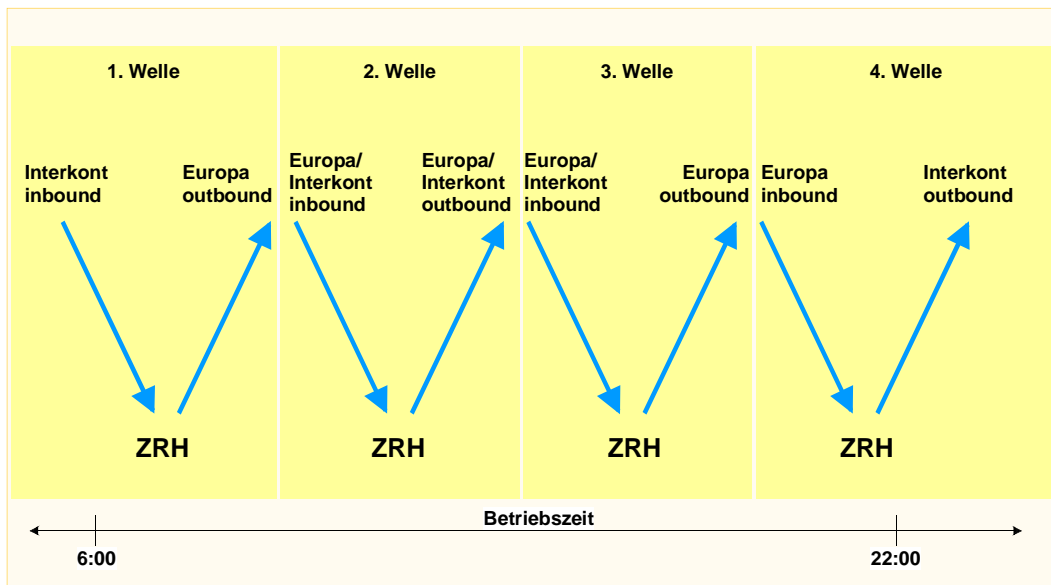 1. Welle
Interkont
inbound
Europa
outbound
ZRH
2. Welle
Europa/
Interkont
inbound
Europa/
Interkont
outbound
ZRH
3. Welle
Europa/
Interkont
inbound
Europa
outbound
ZRH
4. Welle
Europa
inbound
Interkont
outbound
ZRH
Betriebszeit
6:00
22:00